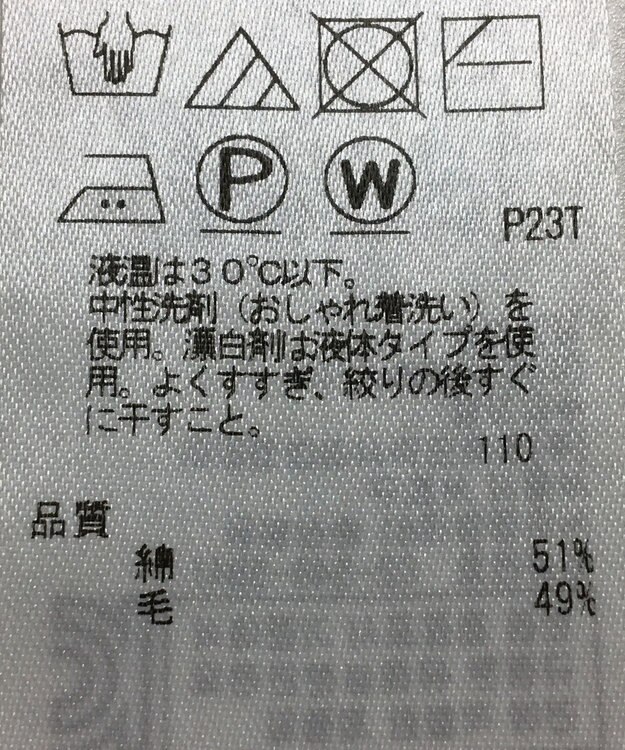 P W
P23T
液温は30℃以下。
中性洗剤(おしゃれ着洗い)を
使用。漂白剤は液体タイプを使
用。よくすすぎ、絞りの後すぐ
に干すこと。
110
品質
綿 51%
毛 49%